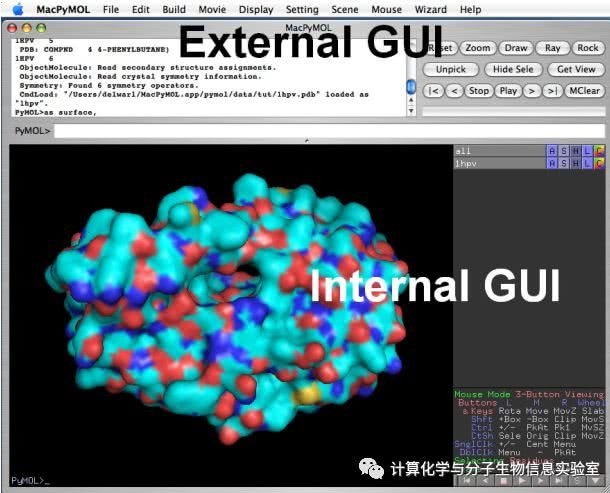 MacPyMOL File Edit Build Movie Display Setting Scene Mouse Wizard Help
MacPyMOL
External GUI
1HPV 5
PDB: COMPND 4 4-PHENYLBUTANE)
1HPV 6
ObjectMolecule: Read secondary structure assignments.
ObjectMolecule: Read crystal symmetry information.
Symmetry: Found 6 symmetry operators.
CmdLoad: "/Users/delwarl/MacPyMOL.app/pymol/data/tut/1hpv.pdb" loaded as
"1hpv".
PyMOL>as surface,
Zoom Draw Ray Rock
Unpick Hide Sele Get View
|< < Stop Play > >| MClear
PyMOL>
all A S H L C
1hpv A S H L C
Internal GUI
Mouse Mode 3-Button Viewing
Buttons L M R Wheel
& Keys Rota Move MovZ Slab
Shft +Box -Box Clip MovS
Ctrl +/- PkAt Pk1 MvSZ
CtSh Sele Orig Clip MovZ
SnglClk +/- Cent Menu
DblClk Menu - PkAt
Selecting Residues
计算化学与分子生物信息实验室
PyMOL>_